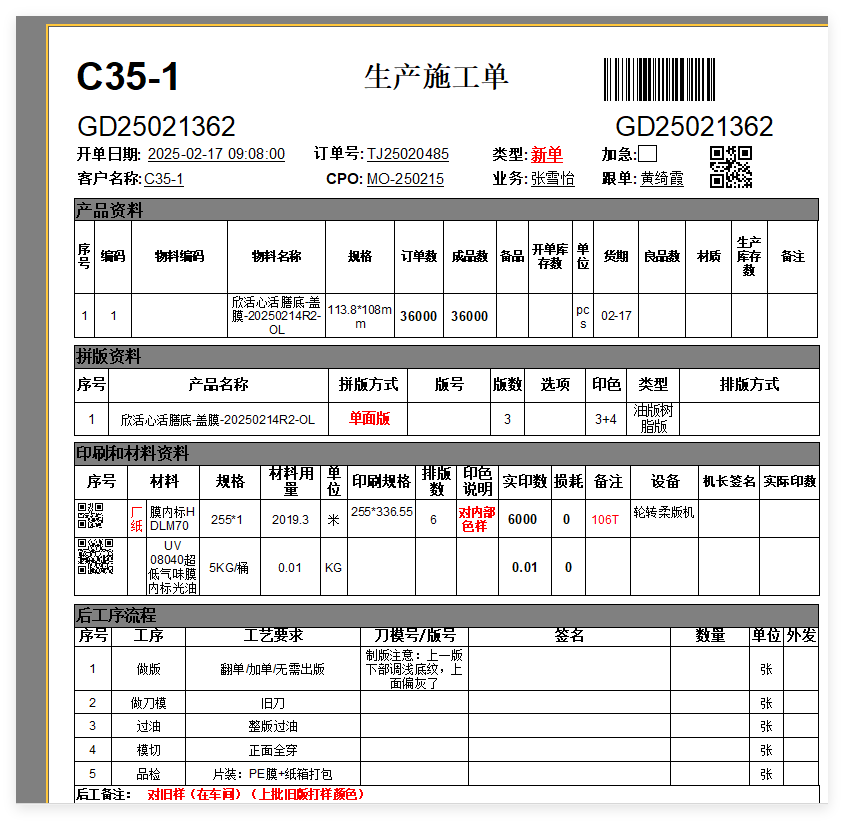 C35-1
生产施工单
GD25021362
GD25021362
开单日期: 2025-02-17 09:08:00 订单号: TJ25020485 类型: 新单 加急:
客户名称: C35-1 CPO: MO-250215 业务: 张雪怡 跟单: 黄绮霞
产品资料
序号 编码 物料编码 物料名称 规格 订单数 成品数 备品 开单库存数 单位 货期 良品数 材质 生产库存数 备注
1 1 欣活心活膳底-盖膜-20250214R2-OL 113.8*108mm 36000 36000 pcs 02-17
拼版资料
序号 产品名称 拼版方式 版号 版数 选项 印色 类型 排版方式
1 欣活心活膳底-盖膜-20250214R2-OL 单面版 3 3+4 油版树脂版
印刷和材料资料
序号 材料 规格 材料用量 单位 印刷规格 排版数 印色说明 实印数 损耗 备注 设备 机长签名 实际印数
厂纸 膜内标HDLM70 255*1 2019.3 米 255*336.55 6 对内部色样 6000 0 106T 轮转柔版机
UV 08040超低气味膜内标光油 5KG/桶 0.01 KG 0.01 0
后工序流程
序号 工序 工艺要求 刀模号/版号 签名 数量 单位 外发
1 做版 翻单/加单/无需出版 制版注意：上一版下部调浅底纹，上面偏灰了 张
2 做刀模 旧刀 张
3 过油 整版过油 张
4 模切 正面全穿 张
5 品检 片装：PE膜+纸箱打包 张
后工备注： 对旧样（在车间）（上批旧版打样颜色）